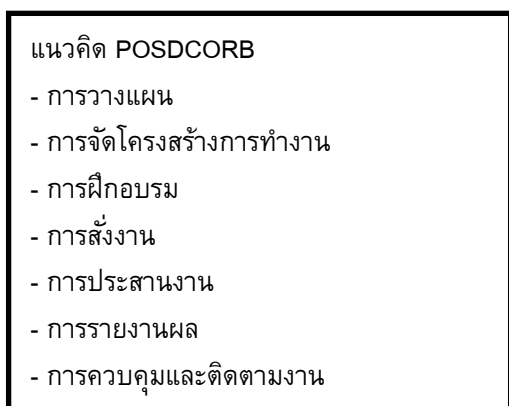 แนวคิด POSDCORB
- การวางแผน
- การจัดโครงสร้างการทำงาน
- การฝึกอบรม
- การสั่งงาน
- การประสานงาน
- การรายงานผล
- การควบคุมและติดตามงาน